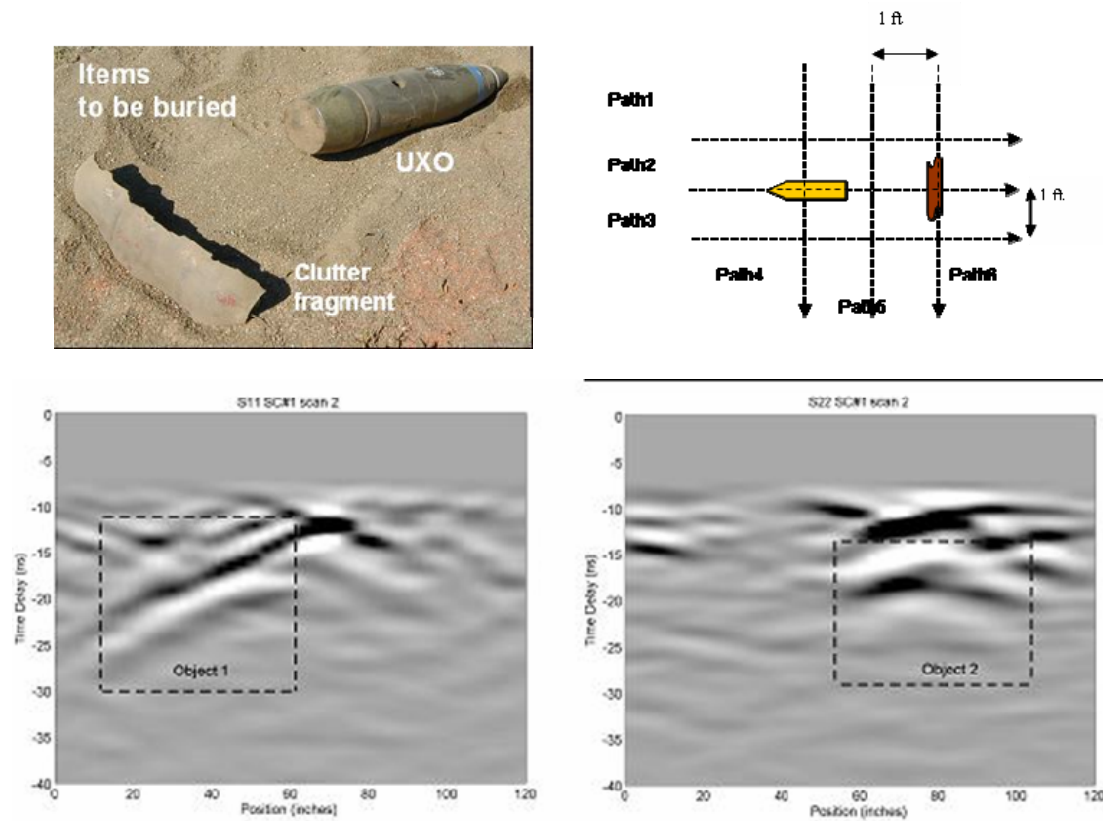 Items
to be buried
UXO
Clutter
fragment
1 ft
Path1
Path2
Path3
1 ft.
Path4
Path5
Path6
S11 SC#1 scan 2
0
-5
-10
-15
-20
-25
-30
-35
-40
Time Delay (ns)
Object 1
0 20 40 60 80 100 120
Position (inches)
S22 SC#1 scan 2
0
-5
-10
-15
-20
-25
-30
-35
-40
Time Delay (ns)
Object 2
0 20 40 60 80 100 120
Position (inches)